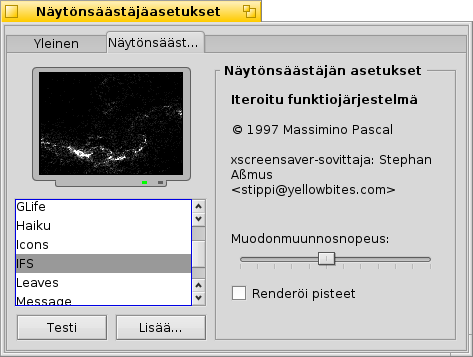 Näytönsäästäjäasetukset
Yleinen
Näytönsääst...
Näytönsäästäjän asetukset
Iteroitu funktiojärjestelmä
© 1997 Massimino Pascal
xscreensaver-sovittaja: Stephan
Aßmus
<stippi@yellowbites.com>
GLife
Haiku
Icons
IFS
Leaves
Message
Muodonmuunnosnopeus:
Renderöi pisteet
Testi
Lisää...